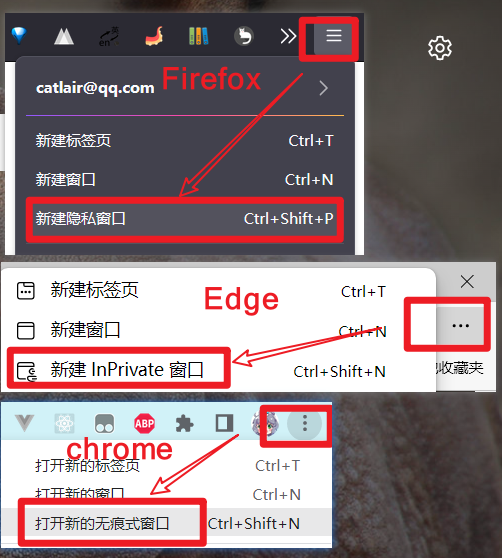 英
en
Firefox
catlair@qq.com
新建标签页 Ctrl+T
新建窗口 Ctrl+N
新建隐私窗口 Ctrl+Shift+P
Edge
新建标签页 Ctrl+T
新建窗口 Ctrl+N
新建 InPrivate 窗口 Ctrl+Shift+N
收藏夹
ABP
chrome
打开新的标签页 Ctrl+T
打开新的窗口 Ctrl+N
打开新的无痕式窗口 Ctrl+Shift+N